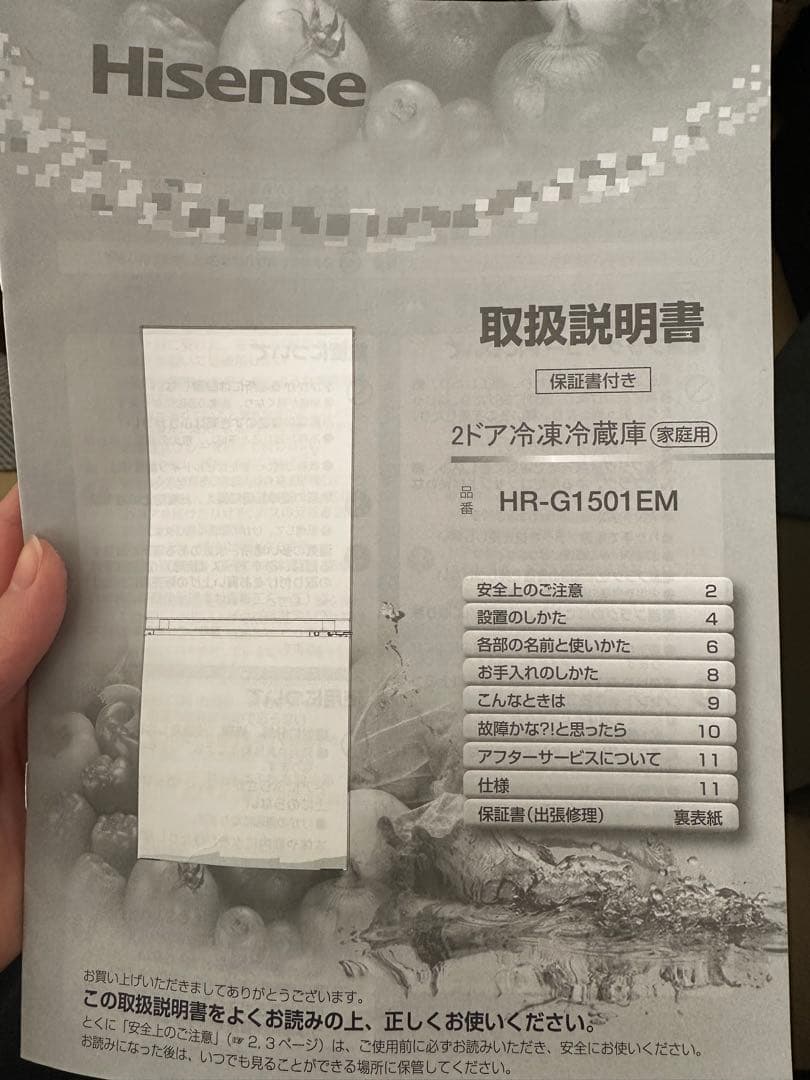 Hisense
取扱説明書
保証書付き
2ドア冷凍冷蔵庫 家庭用
品番 HR-G1501EM
安全上のご注意 2
設置のしかた 4
各部の名前と使いかた 6
お手入れのしかた 8
こんなときは 9
故障かな?!と思ったら 10
アフターサービスについて 11
仕様 11
保証書(出張修理) 裏表紙
お買い上げいただきましてありがとうございます。
この取扱説明書をよくお読みの上、正しくお使いください。
とくに「安全上のご注意」(☞2,3ページ)は、ご使用前に必ずお読みいただき、安全にお使いください。
お読みになった後は、いつでも見ることができる場所に保管してください。